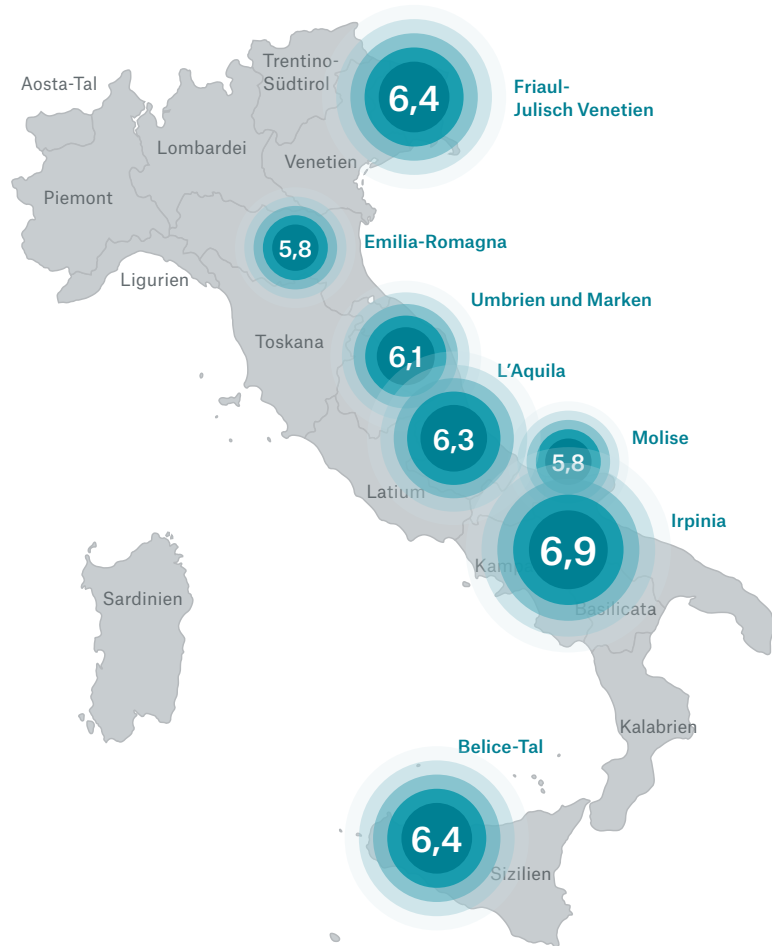 Trentino-
Südtirol
Aosta-Tal
6,4
Friaul-
Julisch Venetien
Lombardei
Venetien
Piemont
5,8
Emilia-Romagna
Ligurien
Umbrien und Marken
Toskana
6,1
L’Aquila
6,3
Molise
5,8
Latium
Irpinia
6,9
Kamp
Basilicata
Sardinien
Kalabrien
Belice-Tal
6,4
Sizilien